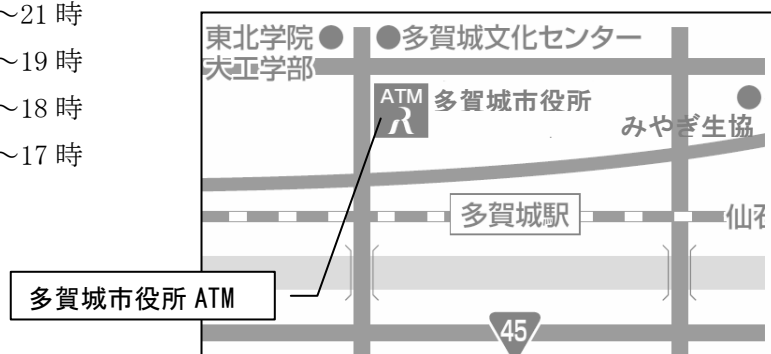 ～21 時
～19 時
～18 時
～17 時
東北学院
大工学部
多賀城文化センター
ATM
R
多賀城市役所
みやぎ生協
多賀城駅
仙石
多賀城市役所 ATM
45